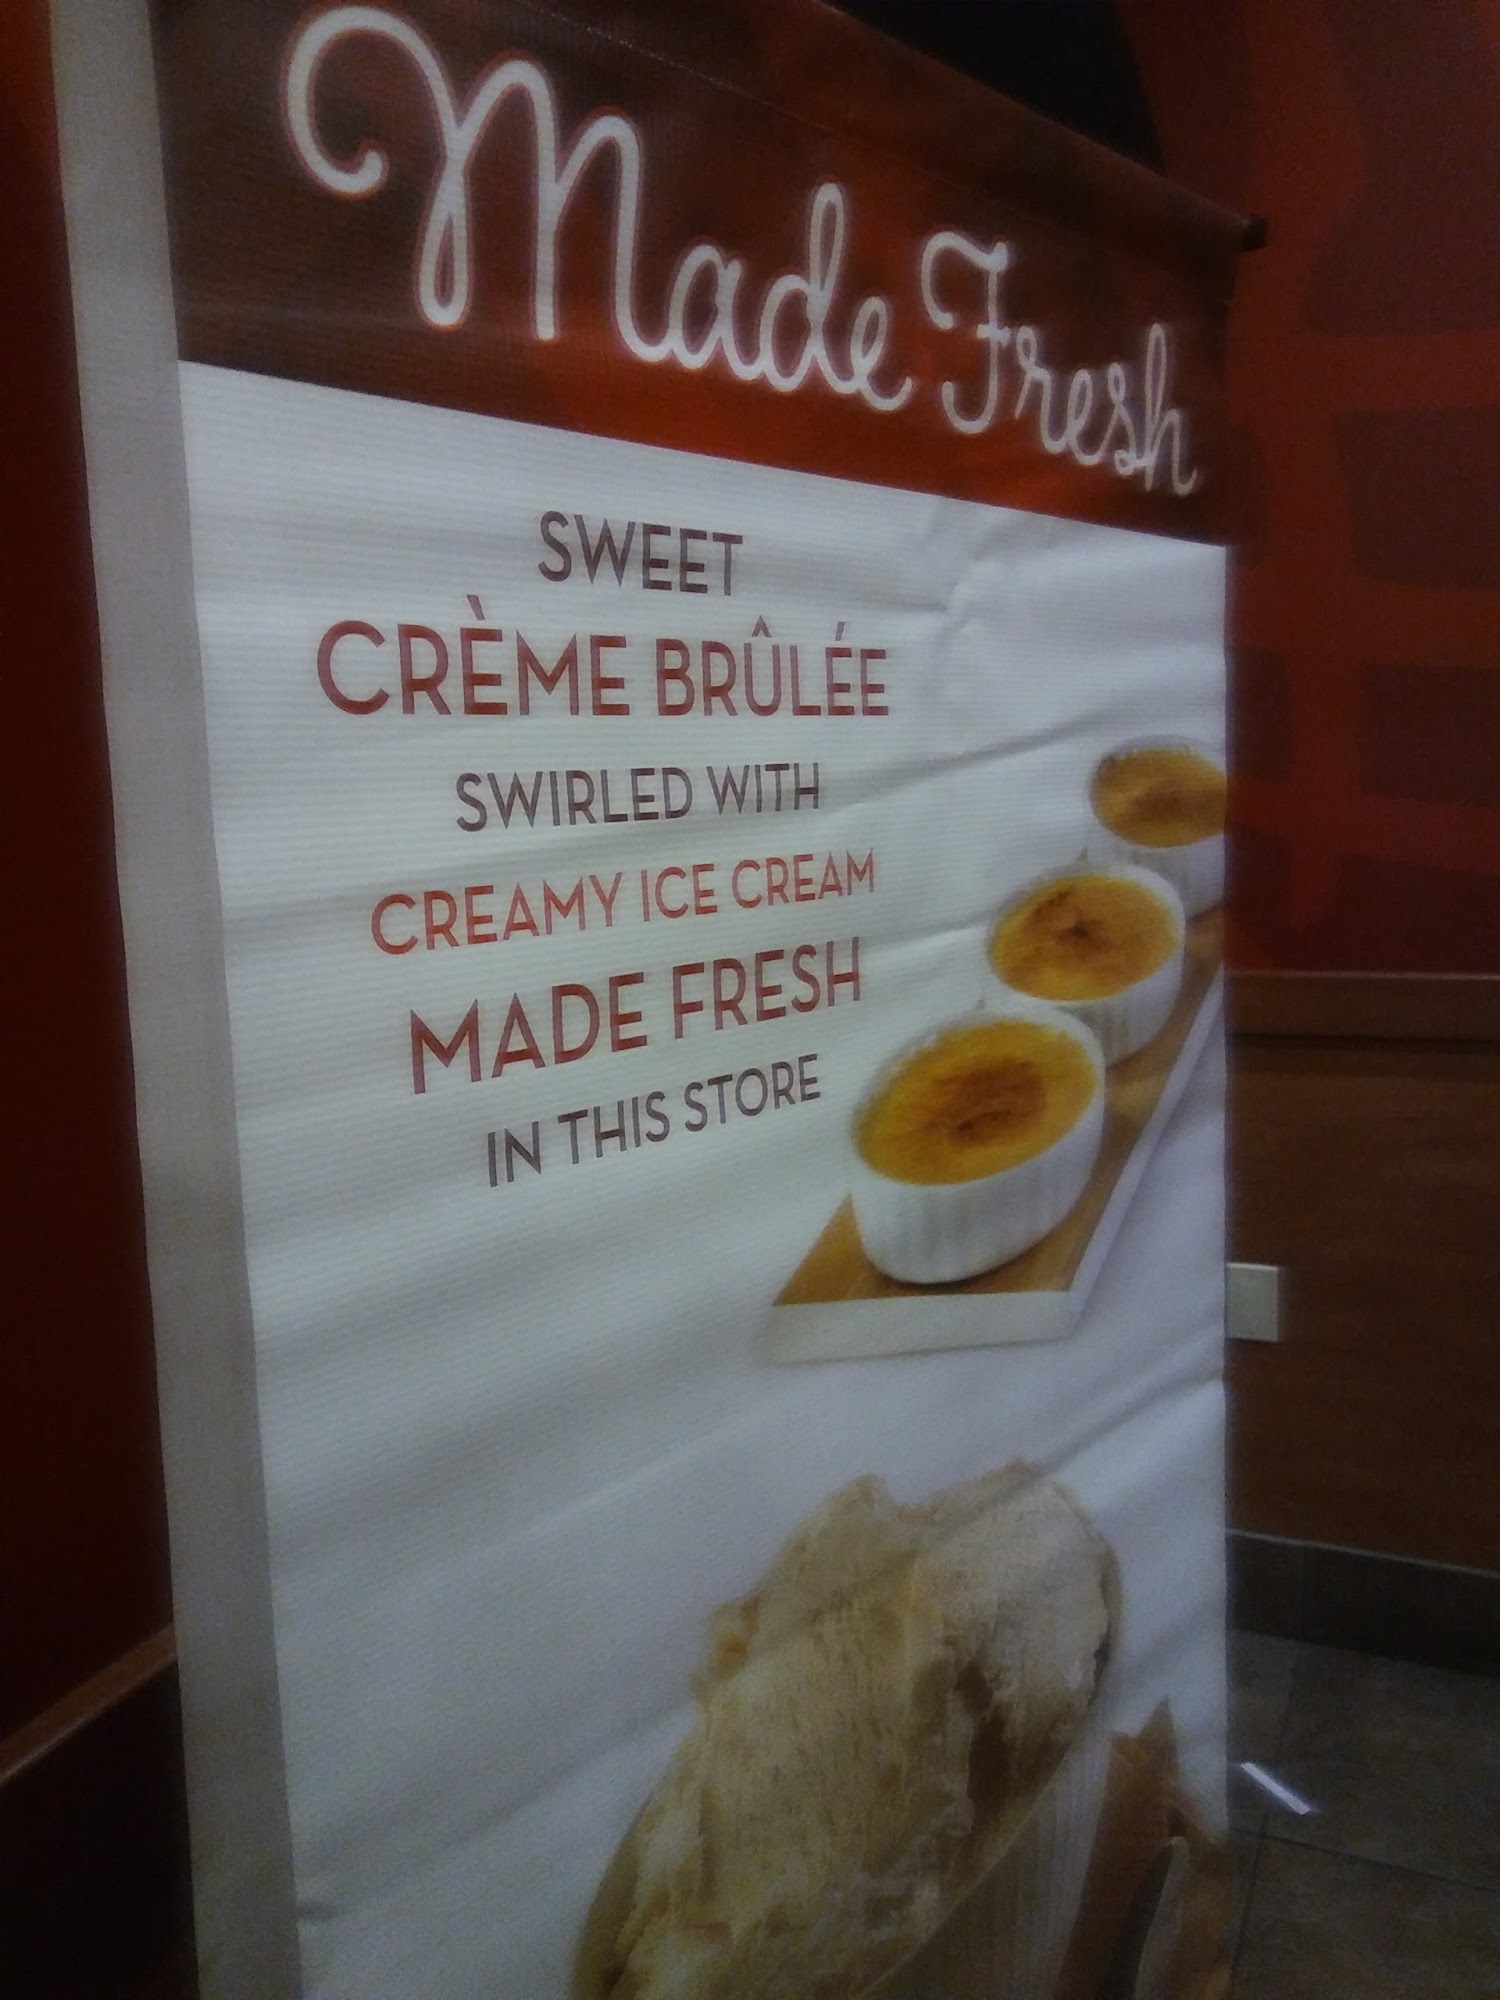 Made Fresh
SWEET
CRÈME BRÛLÉE
SWIRLED WITH
CREAMY ICE CREAM
MADE FRESH
IN THIS STORE